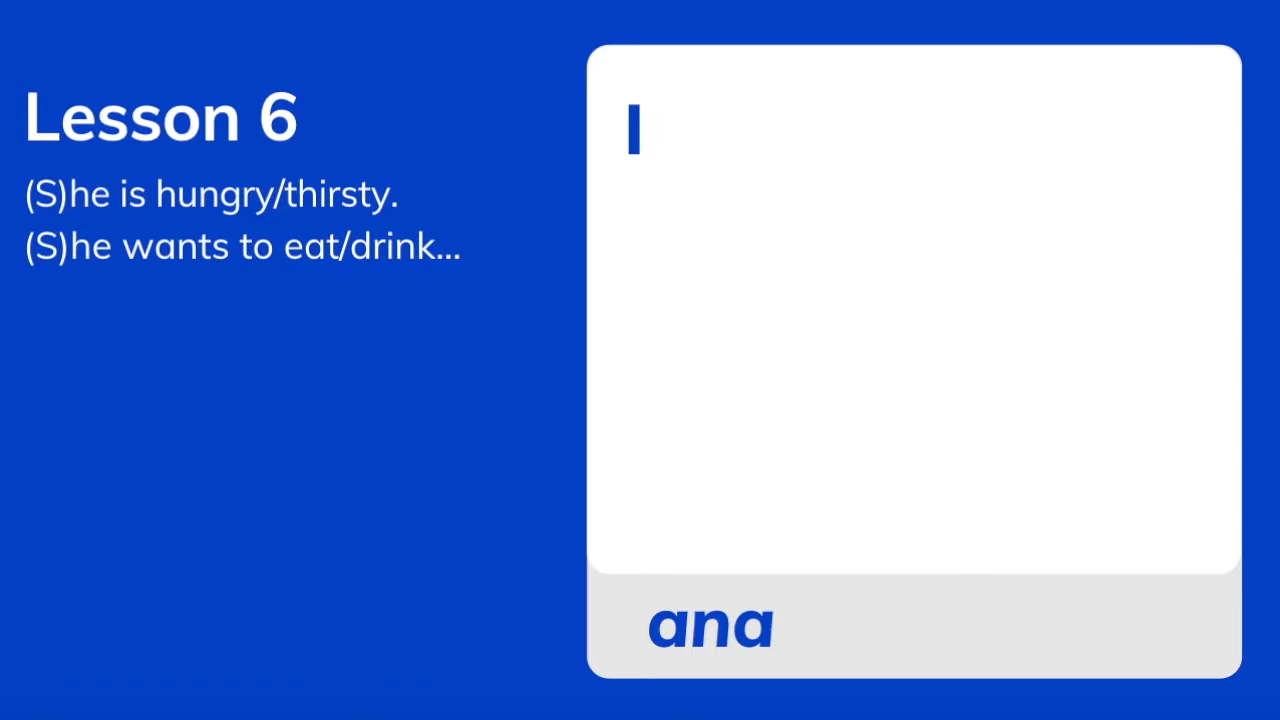 Lesson 6
(S)he is hungry/thirsty.
(S)he wants to eat/drink...
I
ana